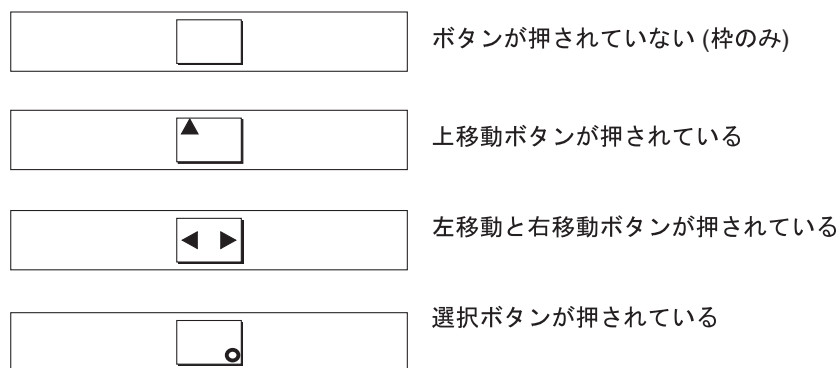 ボタンが押されていない (枠のみ)
上移動ボタンが押されている
左移動と右移動ボタンが押されている
選択ボタンが押されている